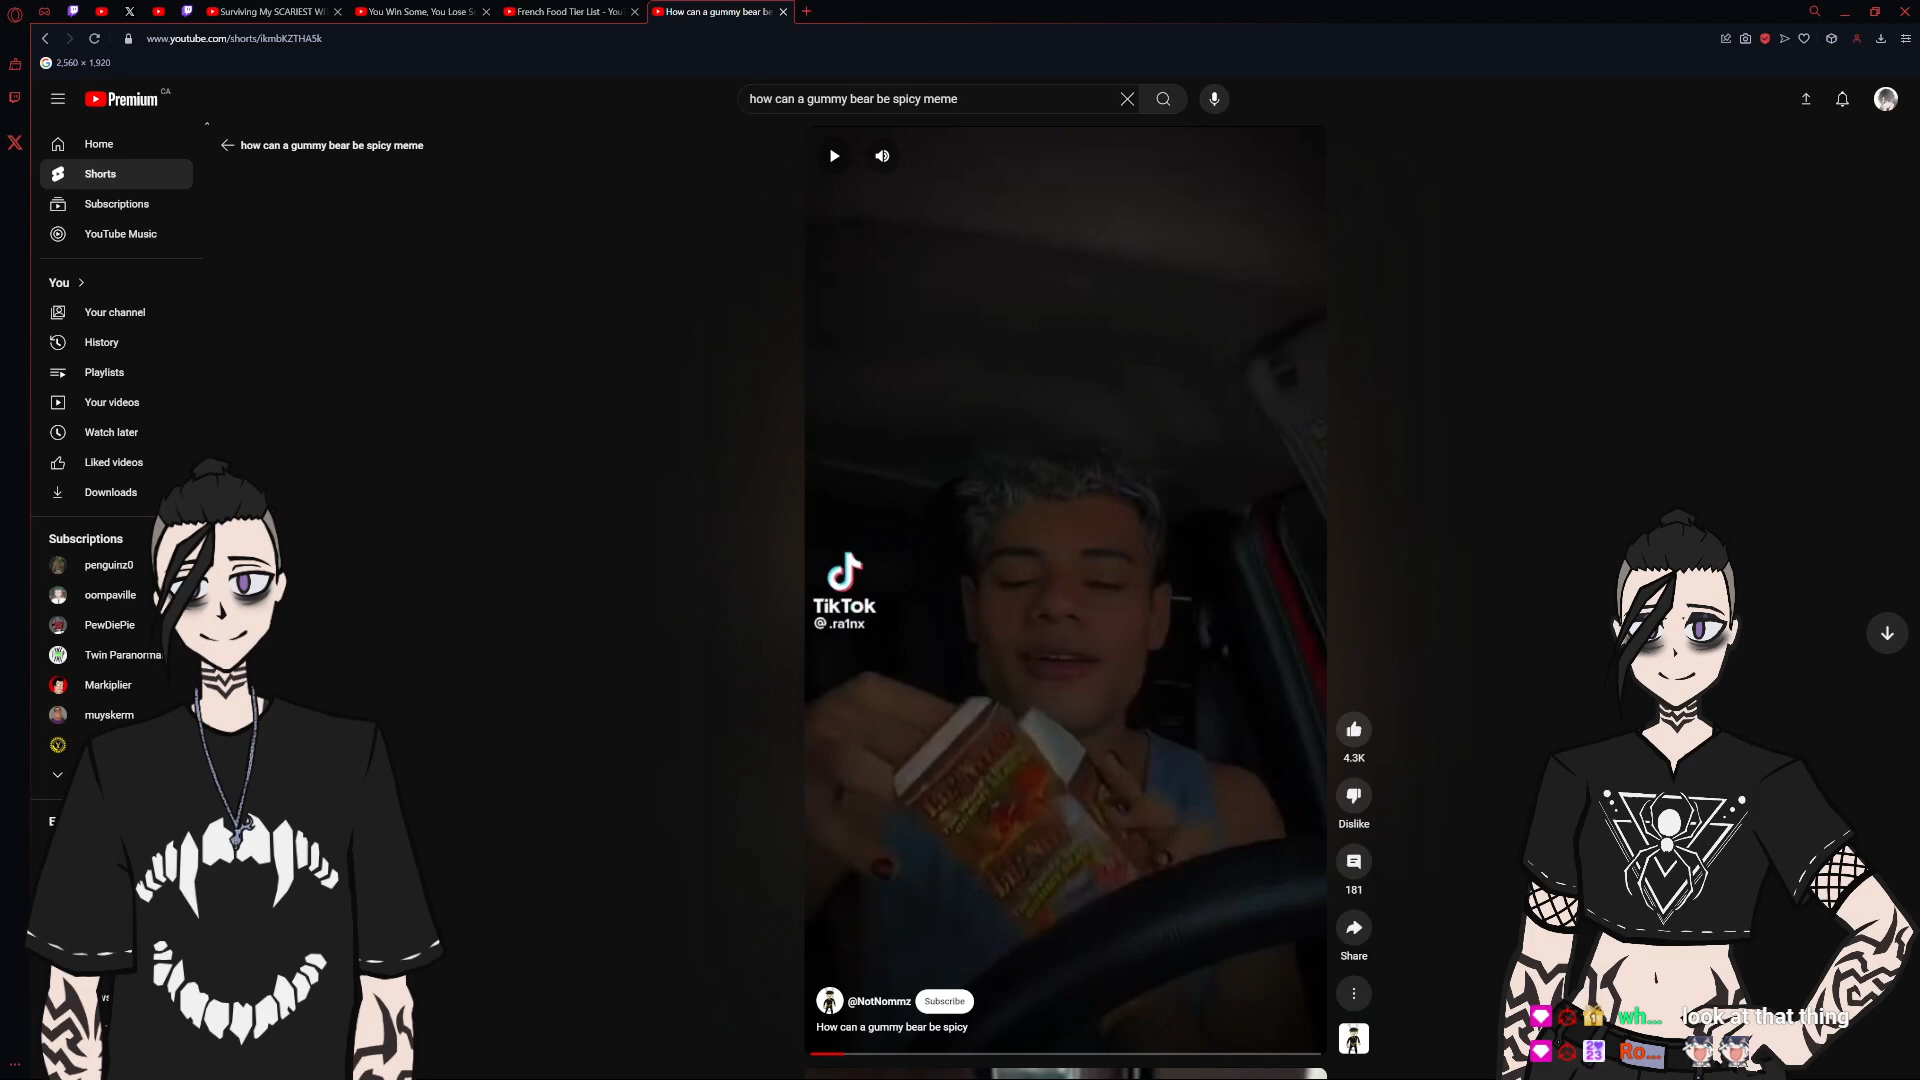 Surviving My SCARIEST WI
You Win Some, You Lose S
French Food Tier List - You
How can a gummy bear be
www.youtube.com/shorts/ikmbKZTHA5k
2,560 × 1,920
Premium CA
how can a gummy bear be spicy meme
how can a gummy bear be spicy meme
Home
Shorts
Subscriptions
YouTube Music
You
Your channel
History
Playlists
Your videos
Watch later
Liked videos
Downloads
Subscriptions
penguinz0
oompaville
PewDiePie
Twin Paranorma
Markiplier
muyskerm
E
TikTok
@.ra1nx
4.3K
Dislike
181
Share
@NotNommz
Subscribe
How can a gummy bear be spicy
wh... look at that thing
2023 Ro...